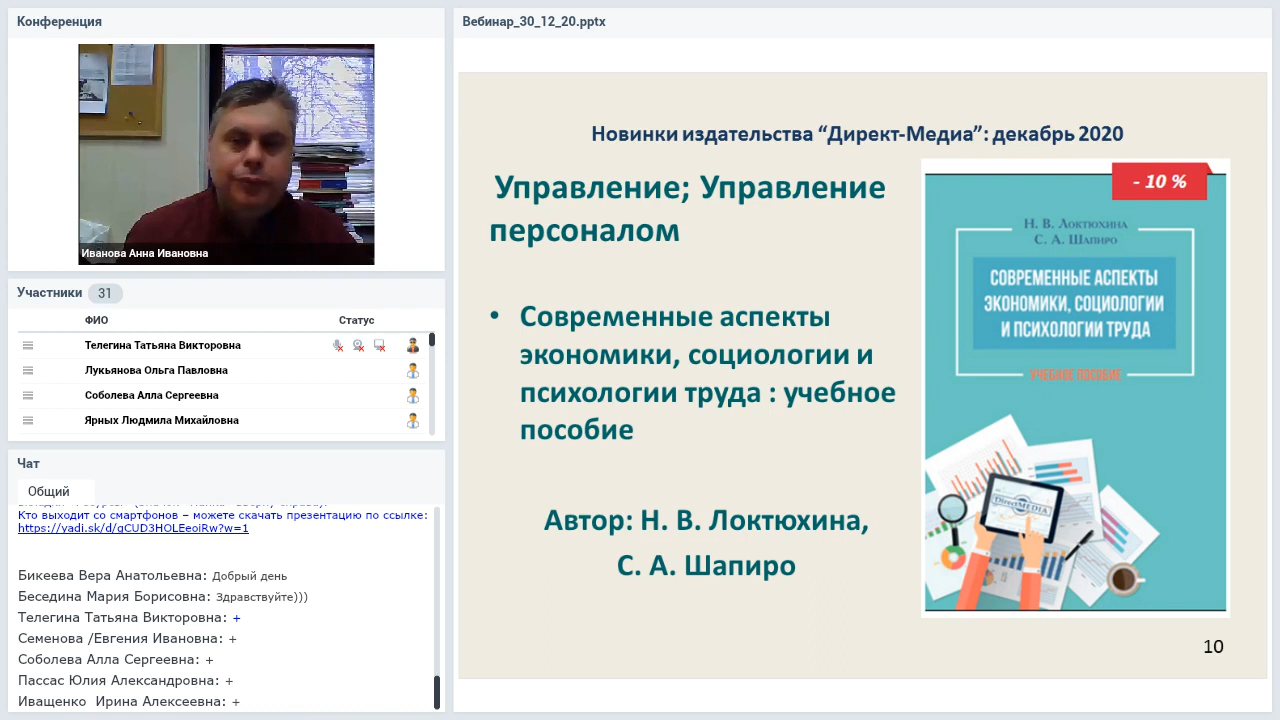 Конференция
Иванова Анна Ивановна
Участники 31
ФИО Статус
Телегина Татьяна Викторовна
Лукьянова Ольга Павловна
Соболева Алла Сергеевна
Ярных Людмила Михайловна
Чат
Общий
Кто выходит со смартфонов – можете скачать презентацию по ссылке:
https://yadi.sk/d/gCUD3HOLEeoiRw?w=1
Бикеева Вера Анатольевна: Добрый день
Беседина Мария Борисовна: Здравствуйте)))
Телегина Татьяна Викторовна: +
Семенова /Евгения Ивановна: +
Соболева Алла Сергеевна: +
Пассас Юлия Александровна: +
Иващенко Ирина Алексеевна: +
Вебинар_30_12_20.pptx
Новинки издательства “Директ-Медиа”: декабрь 2020
Управление; Управление
персоналом
• Современные аспекты
экономики, социологии и
психологии труда : учебное
пособие
Автор: Н. В. Локтюхина,
С. А. Шапиро
- 10 %
Н. В. Локтюхина
С. А. Шапиро
СОВРЕМЕННЫЕ АСПЕКТЫ
ЭКОНОМИКИ, СОЦИОЛОГИИ
И ПСИХОЛОГИИ ТРУДА
УЧЕБНОЕ ПОСОБИЕ
DirectMEDIA
10